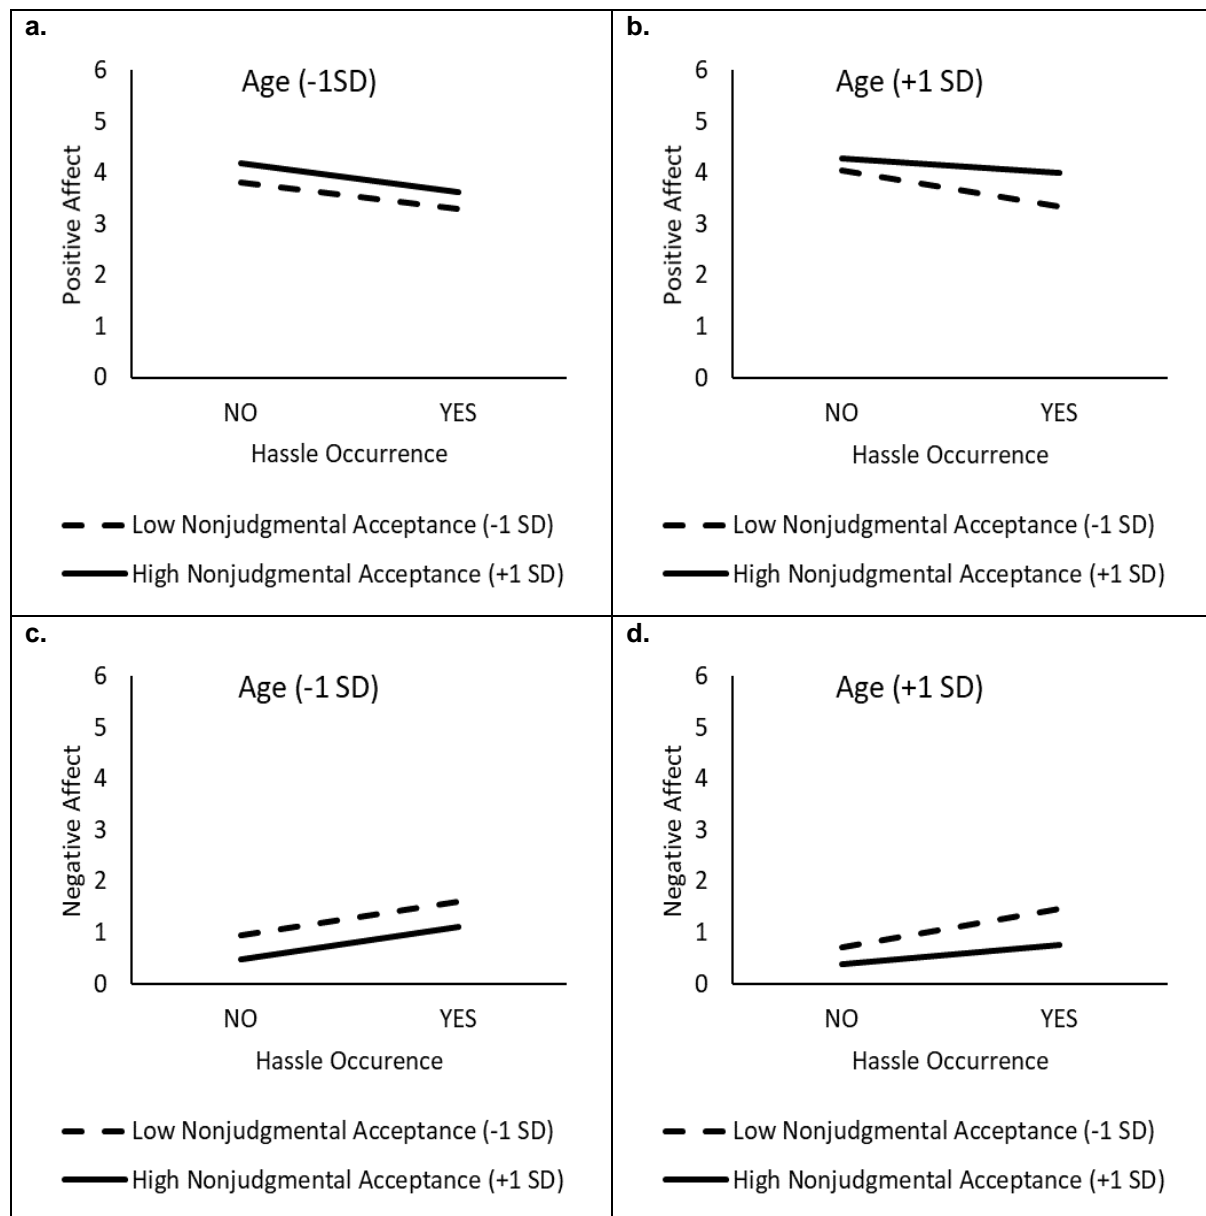 a.
Age (-1SD)
6
5
4
3
2
1
0
Positive Affect
NO YES
Hassle Occurrence
Low Nonjudgmental Acceptance (-1 SD)
High Nonjudgmental Acceptance (+1 SD)
b.
Age (+1 SD)
6
5
4
3
2
1
0
Positive Affect
NO YES
Hassle Occurrence
Low Nonjudgmental Acceptance (-1 SD)
High Nonjudgmental Acceptance (+1 SD)
c.
Age (-1 SD)
6
5
4
3
2
1
0
Negative Affect
NO YES
Hassle Occurence
Low Nonjudgmental Acceptance (-1 SD)
High Nonjudgmental Acceptance (+1 SD)
d.
Age (+1 SD)
6
5
4
3
2
1
0
Negative Affect
NO YES
Hassle Occurrence
Low Nonjudgmental Acceptance (-1 SD)
High Nonjudgmental Acceptance (+1 SD)